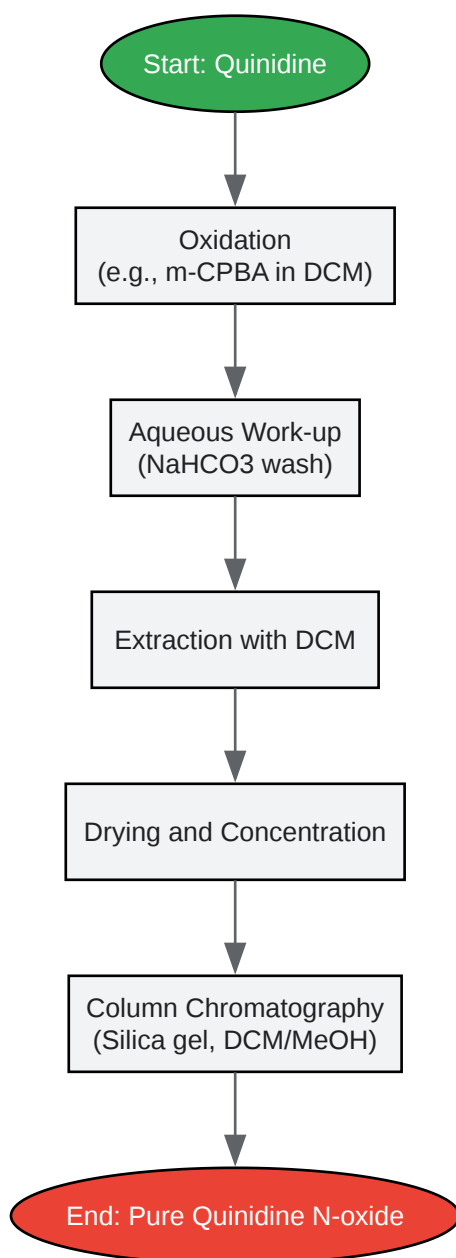 Start: Quinidine
Oxidation
(e.g., m-CPBA in DCM)
Aqueous Work-up
(NaHCO3 wash)
Extraction with DCM
Drying and Concentration
Column Chromatography
(Silica gel, DCM/MeOH)
End: Pure Quinidine N-oxide